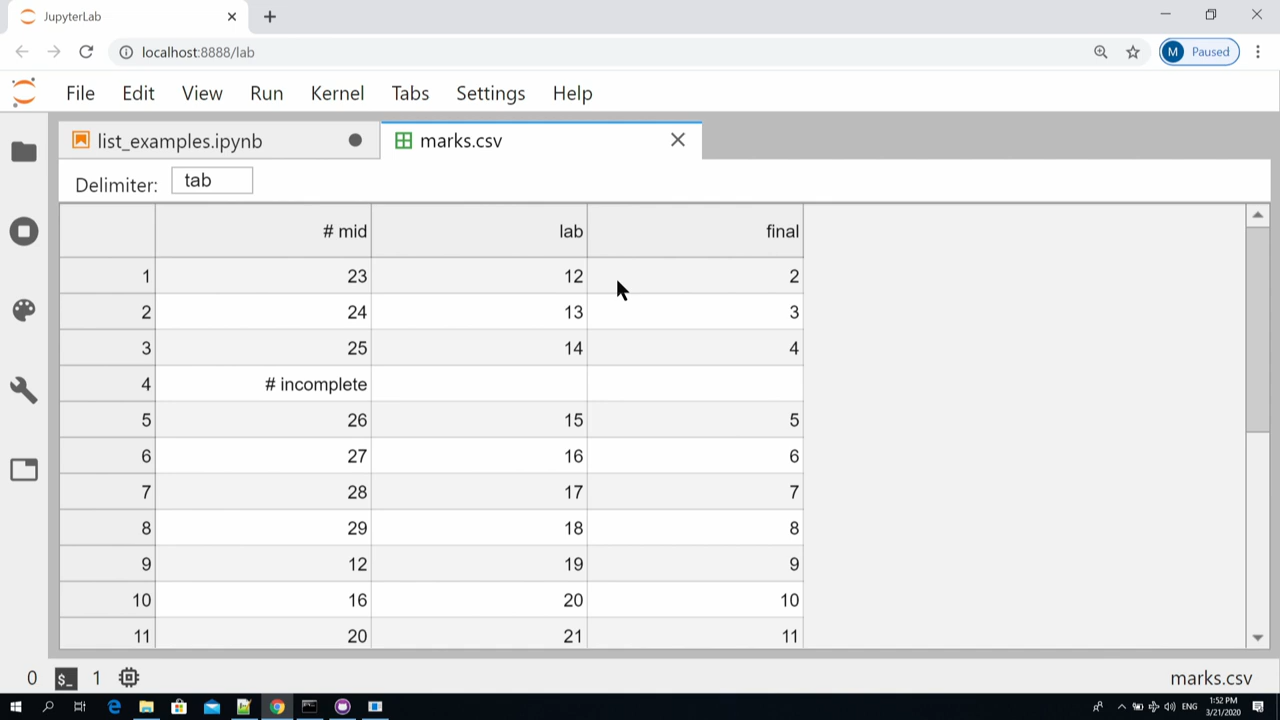 JupyterLab
localhost:8888/lab
M Paused
File Edit View Run Kernel Tabs Settings Help
list_examples.ipynb marks.csv
Delimiter: tab
# mid lab final
1 23 12 2
2 24 13 3
3 25 14 4
4 # incomplete
5 26 15 5
6 27 16 6
7 28 17 7
8 29 18 8
9 12 19 9
10 16 20 10
11 20 21 11
0 $_ 1 marks.csv
ENG 1:52 PM
3/21/2020